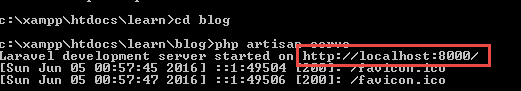 c:\xampp\htdocs\learn>cd blog
c:\xampp\htdocs\learn\blog>php artisan serve
Laravel development server started on http://localhost:8000/
[Sun Jun 05 00:57:45 2016] ::1:49504 [200]: /favicon.ico
[Sun Jun 05 00:57:47 2016] ::1:49506 [200]: /favicon.ico